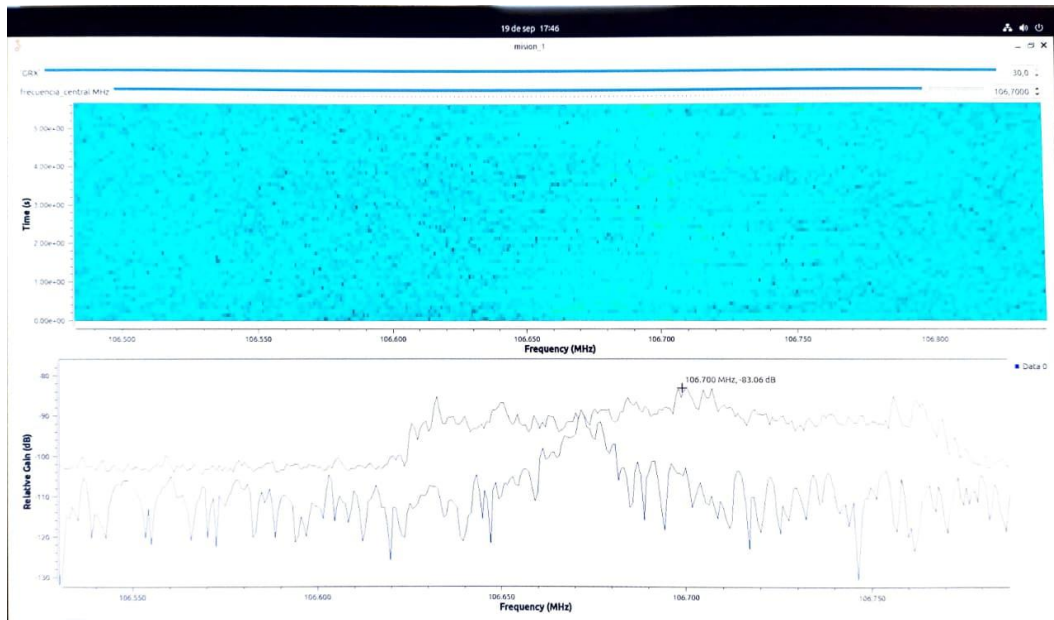 19 de sep 17:46
mision_1
GRX 30,0
frecuencia_central MHz 106,7000
Time (s)
5.00e+00
4.00e+00
3.00e+00
2.00e+00
1.00e+00
0.00e+00
106.500 106.550 106.600 106.650 106.700 106.750 106.800
Frequency (MHz)
Data 0
106.700 MHz, -83.06 dB
Relative Gain (dB)
-80
-90
-100
-110
-120
-130
106.550 106.600 106.650 106.700 106.750
Frequency (MHz)